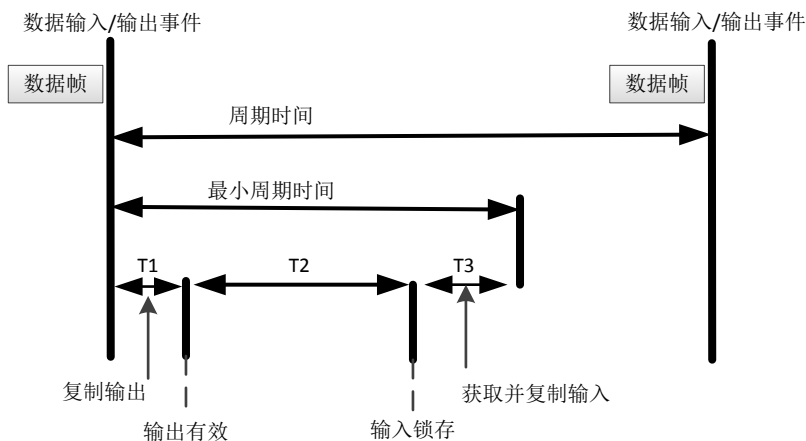 数据输入/输出事件
数据输入/输出事件
数据帧
数据帧
周期时间
最小周期时间
T1
T2
T3
复制输出
获取并复制输入
输出有效
输入锁存